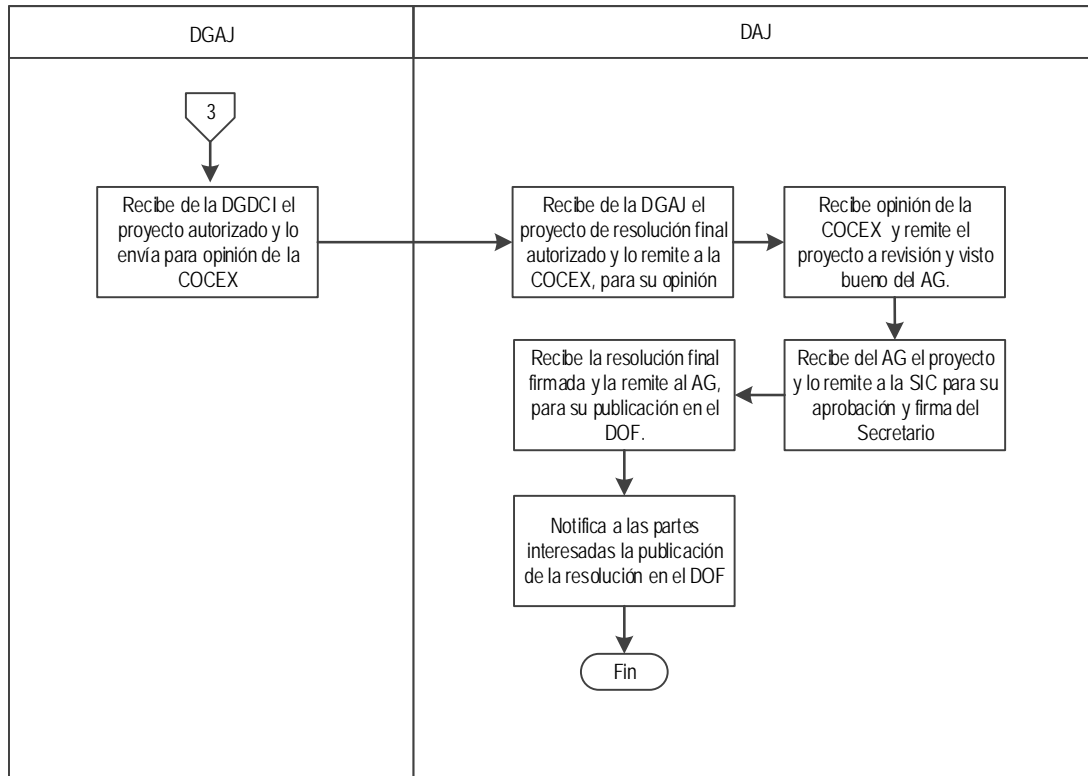 DGAJ
DAJ
3
Recibe de la DGDCI el
proyecto autorizado y lo
envía para opinión de la
COCEX
Recibe de la DGAJ el
proyecto de resolución final
autorizado y lo remite a la
COCEX, para su opinión
Recibe opinión de la
COCEX y remite el
proyecto a revisión y visto
bueno del AG.
Recibe del AG el proyecto
y lo remite a la SIC para su
aprobación y firma del
Secretario
Recibe la resolución final
firmada y la remite al AG,
para su publicación en el
DOF.
Notifica a las partes
interesadas la publicación
de la resolución en el DOF
Fin